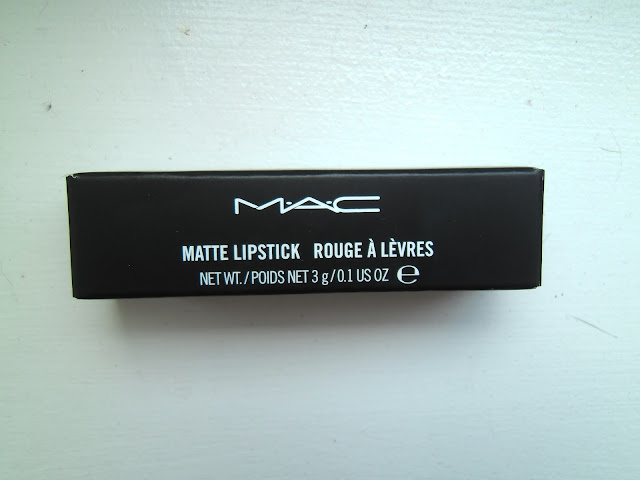 M·A·C
MATTE LIPSTICK ROUGE À LÈVRES
NET WT./POIDS NET 3 g/0.1 US OZ ℮